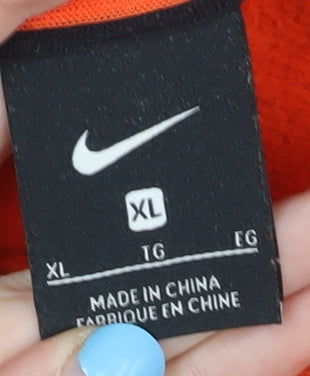 XL
XL TG EG
MADE IN CHINA
FABRIQUE EN CHINE